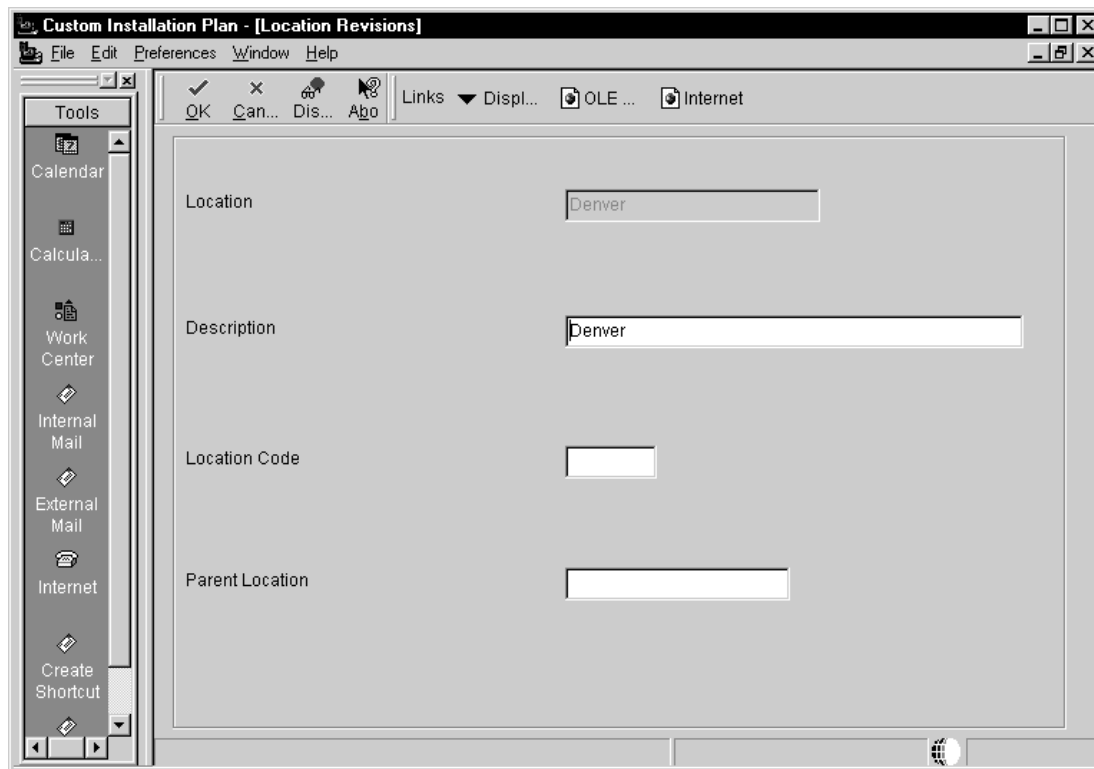 Custom Installation Plan - [Location Revisions]
File Edit Preferences Window Help
Tools
OK Can... Dis... Abo Links Displ... OLE ... Internet
Calendar
Calcula...
Work
Center
Internal
Mail
External
Mail
Internet
Create
Shortcut
Location Denver
Description Denver
Location Code
Parent Location